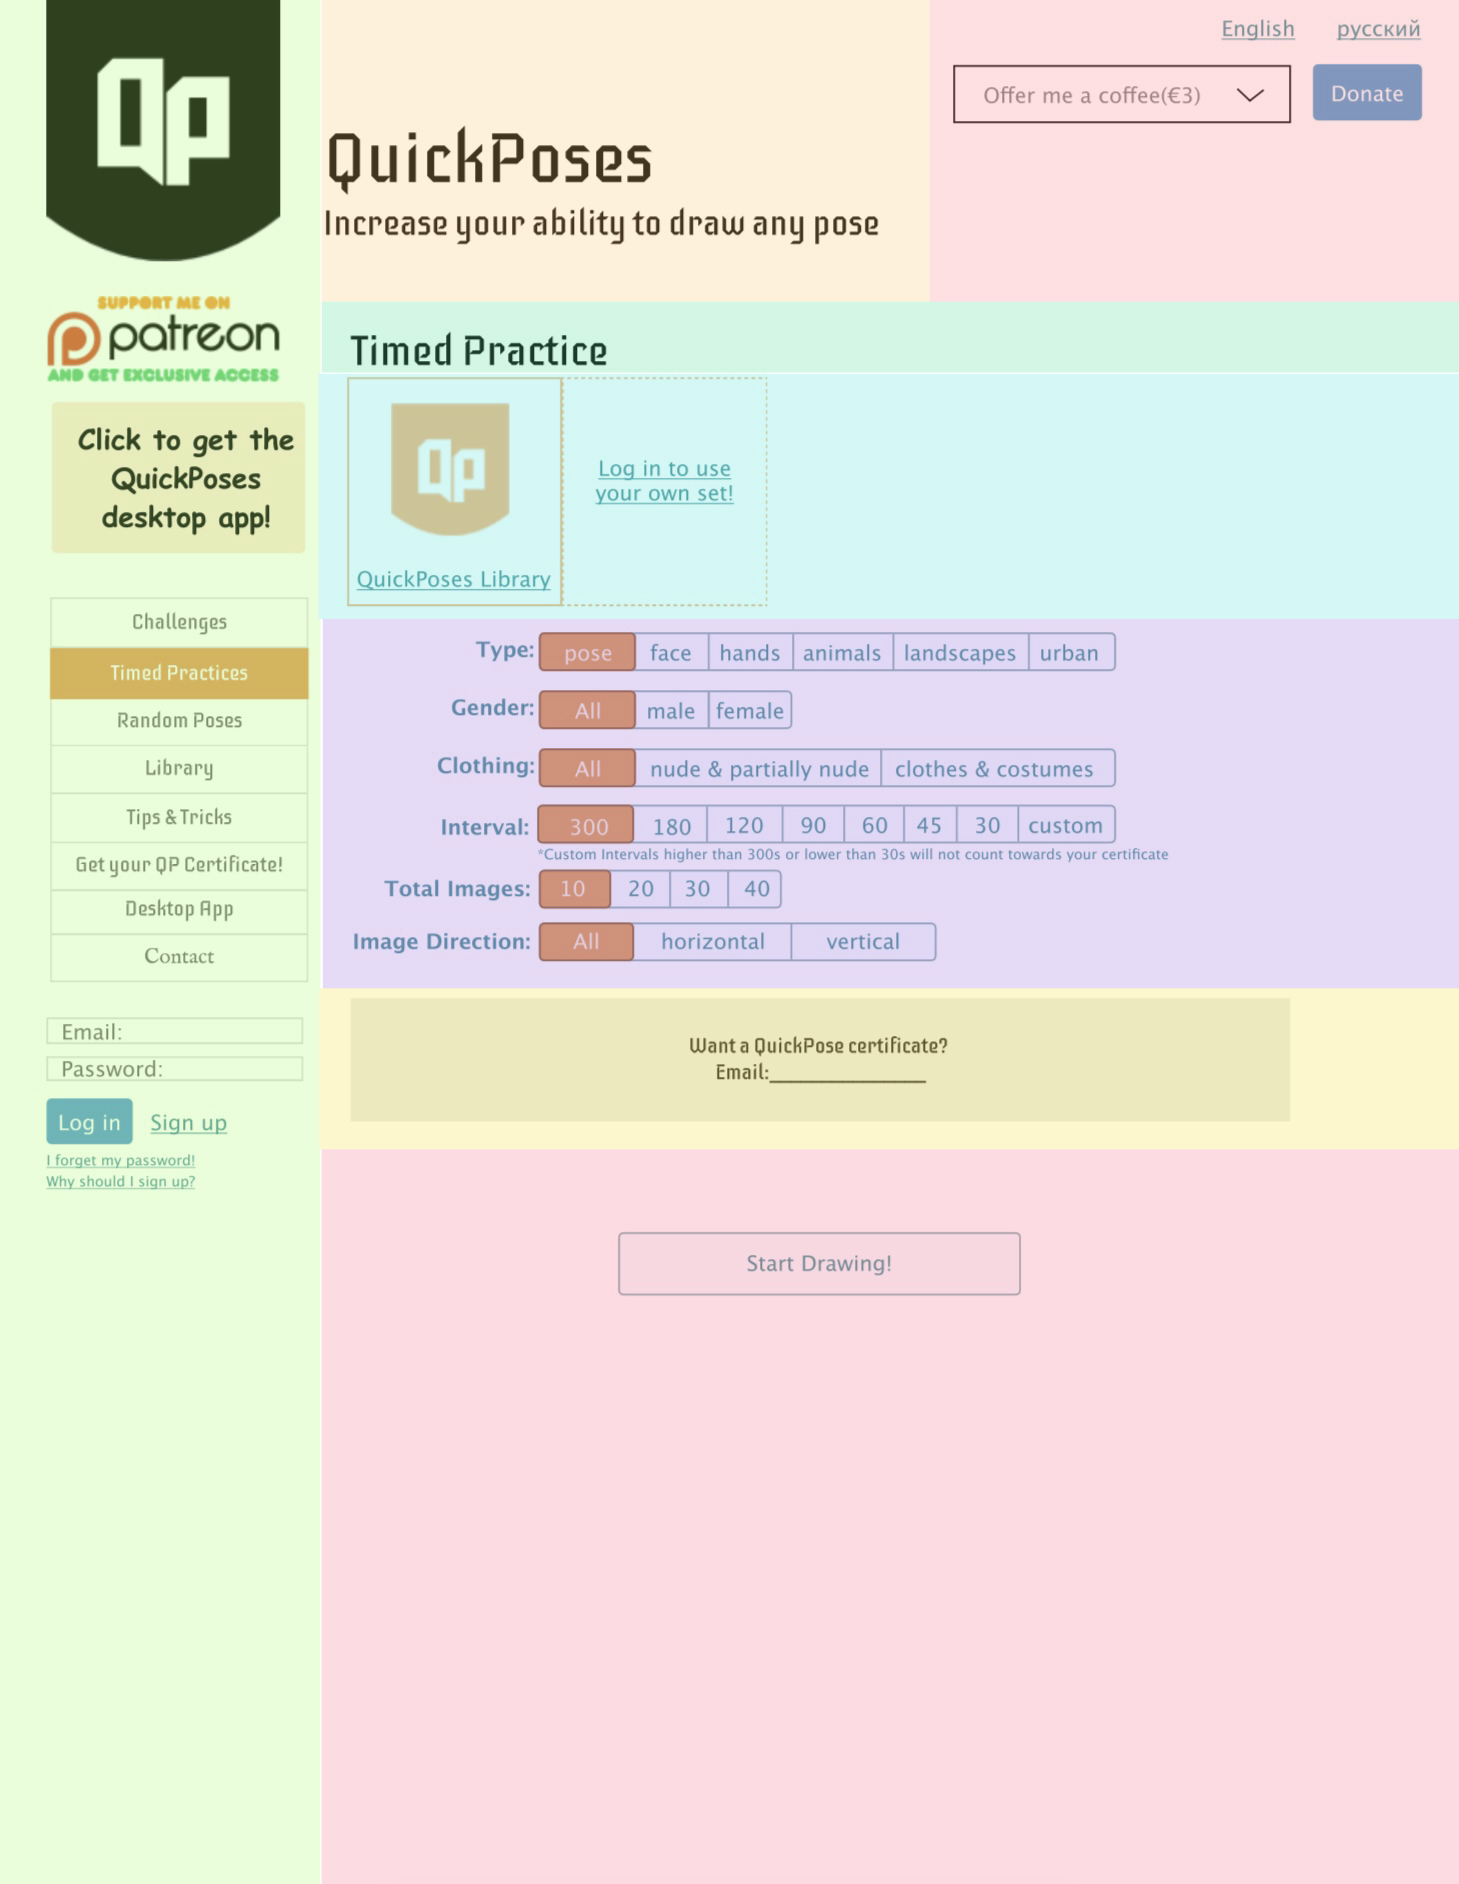 Qp
SUPPORT ME ON
patreon
AND GET EXCLUSIVE ACCESS
Click to get the
QuickPoses
desktop app!
Challenges
Timed Practices
Random Poses
Library
Tips & Tricks
Get your QP Certificate!
Desktop App
Contact
Email:
Password:
Log in Sign up
I forget my password!
Why should I sign up?
English русский
Offer me a coffee(€3) Donate
QuickPoses
Increase your ability to draw any pose
Timed Practice
Qp
QuickPoses Library
Log in to use
your own set!
Type: pose face hands animals landscapes urban
Gender: All male female
Clothing: All nude & partially nude clothes & costumes
Interval: 300 180 120 90 60 45 30 custom
*Custom Intervals higher than 300s or lower than 30s will not count towards your certificate
Total Images: 10 20 30 40
Image Direction: All horizontal vertical
Want a QuickPose certificate?
Email:_______________
Start Drawing!